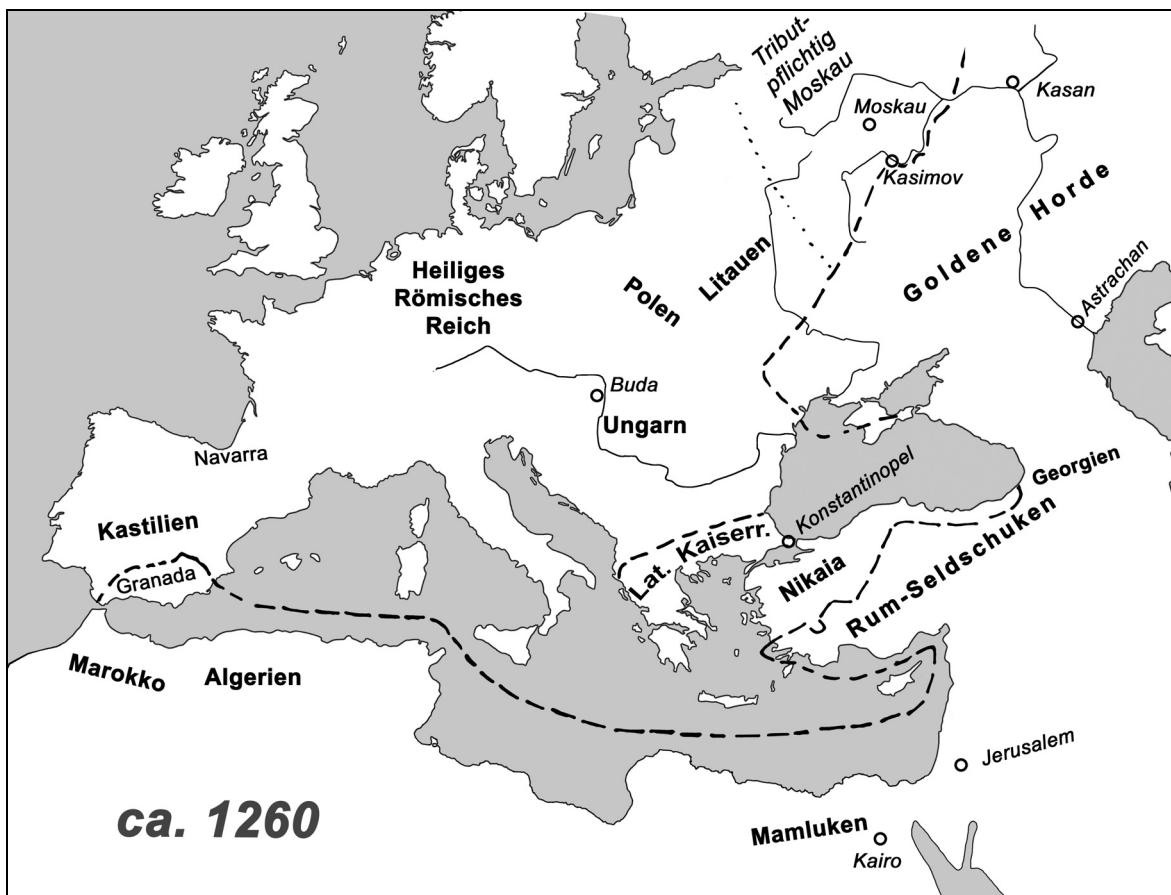 Tribut-
pflichtig
Moskau
Moskau
Kasan
Kasimov
Goldene Horde
Astrachan
Heiliges
Römisches
Reich
Polen
Litauen
Buda
Ungarn
Navarra
Kastilien
Granada
Konstantinopel
Georgien
Lat. Kaiserr.
Nikaia
Rum-Seldschuken
Marokko
Algerien
Jerusalem
ca. 1260
Mamluken
Kairo